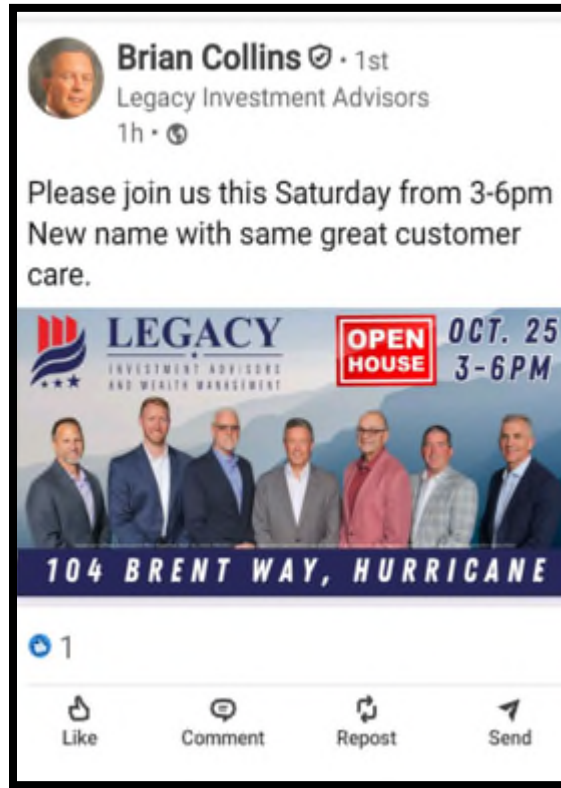 Brian Collins · 1st
Legacy Investment Advisors
1h ·
Please join us this Saturday from 3-6pm
New name with same great customer
care.
LEGACY
INVESTMENT ADVISORS
AND WEALTH MANAGEMENT
OPEN
HOUSE
OCT. 25
3-6PM
104 BRENT WAY, HURRICANE
1
Like Comment Repost Send